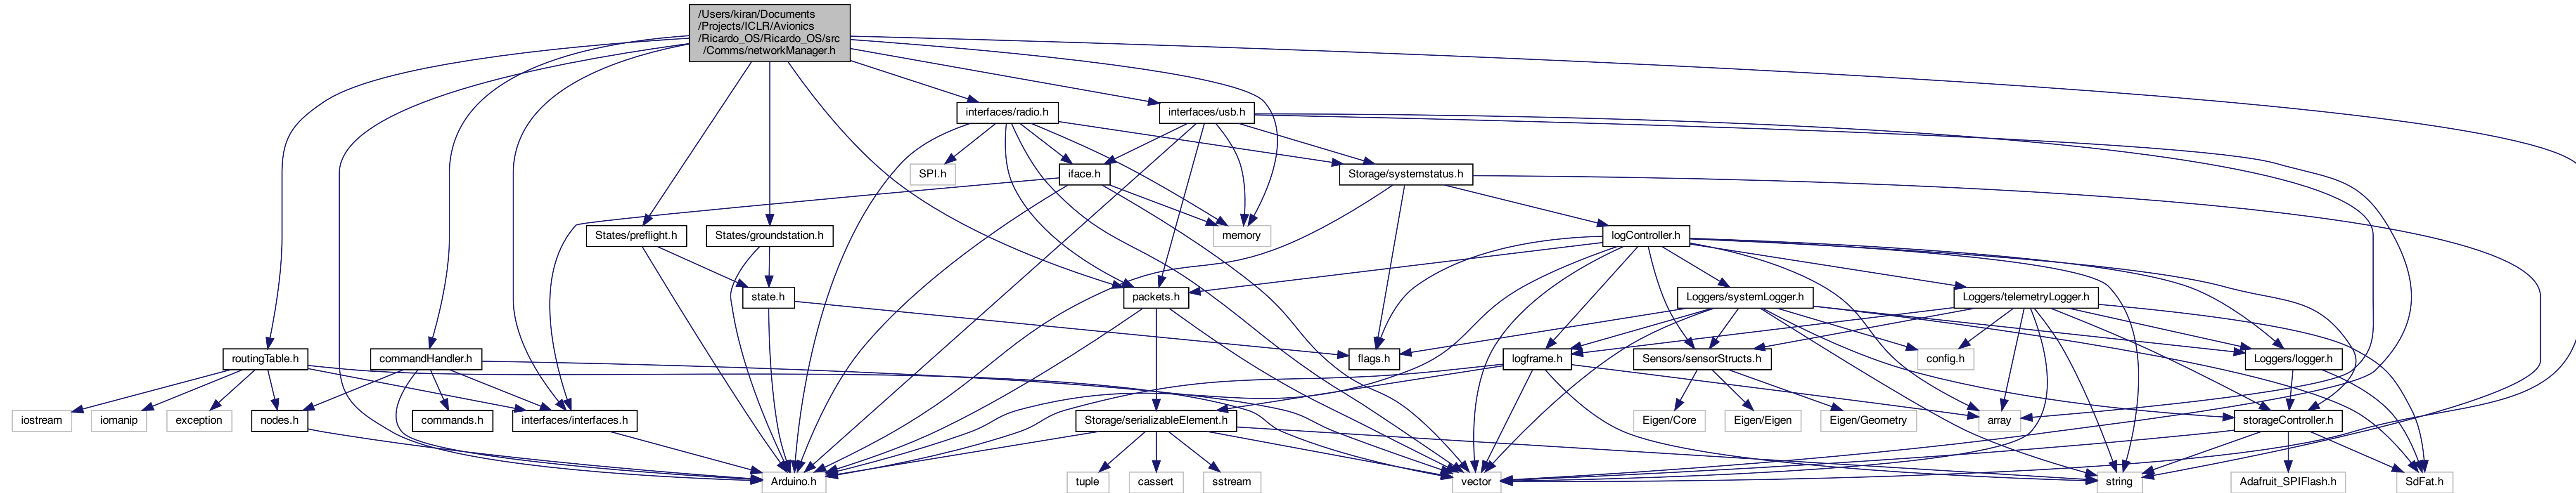 /Users/kiran/Documents
/Projects/ICLR/Avionics
/Ricardo_OS/Ricardo_OS/src
/Comms/networkManager.h
interfaces/radio.h
interfaces/usb.h
SPI.h
iface.h
Storage/systemstatus.h
States/preflight.h
States/groundstation.h
memory
logController.h
state.h
packets.h
Loggers/systemLogger.h
Loggers/telemetryLogger.h
routingTable.h
commandHandler.h
flags.h
logframe.h
Sensors/sensorStructs.h
config.h
Loggers/logger.h
iostream
iomanip
exception
nodes.h
commands.h
interfaces/interfaces.h
Storage/serializableElement.h
Eigen/Core
Eigen/Eigen
Eigen/Geometry
array
storageController.h
Arduino.h
tuple
cassert
sstream
vector
string
Adafruit_SPIFlash.h
SdFat.h